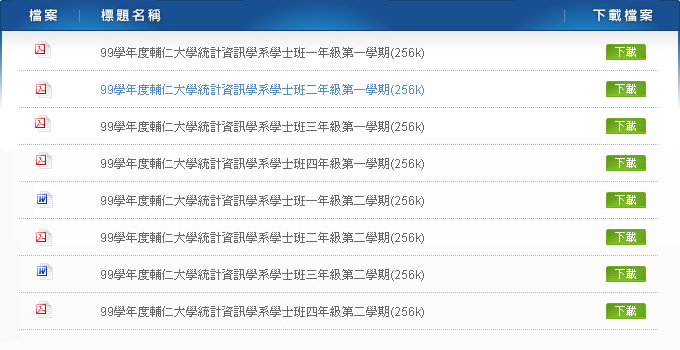 檔案 標題名稱 下載檔案
99學年度輔仁大學統計資訊學系學士班一年級第一學期(256k) 下載
99學年度輔仁大學統計資訊學系學士班二年級第一學期(256k) 下載
99學年度輔仁大學統計資訊學系學士班三年級第一學期(256k) 下載
99學年度輔仁大學統計資訊學系學士班四年級第一學期(256k) 下載
99學年度輔仁大學統計資訊學系學士班一年級第二學期(256k) 下載
99學年度輔仁大學統計資訊學系學士班二年級第二學期(256k) 下載
99學年度輔仁大學統計資訊學系學士班三年級第二學期(256k) 下載
99學年度輔仁大學統計資訊學系學士班四年級第二學期(256k) 下載